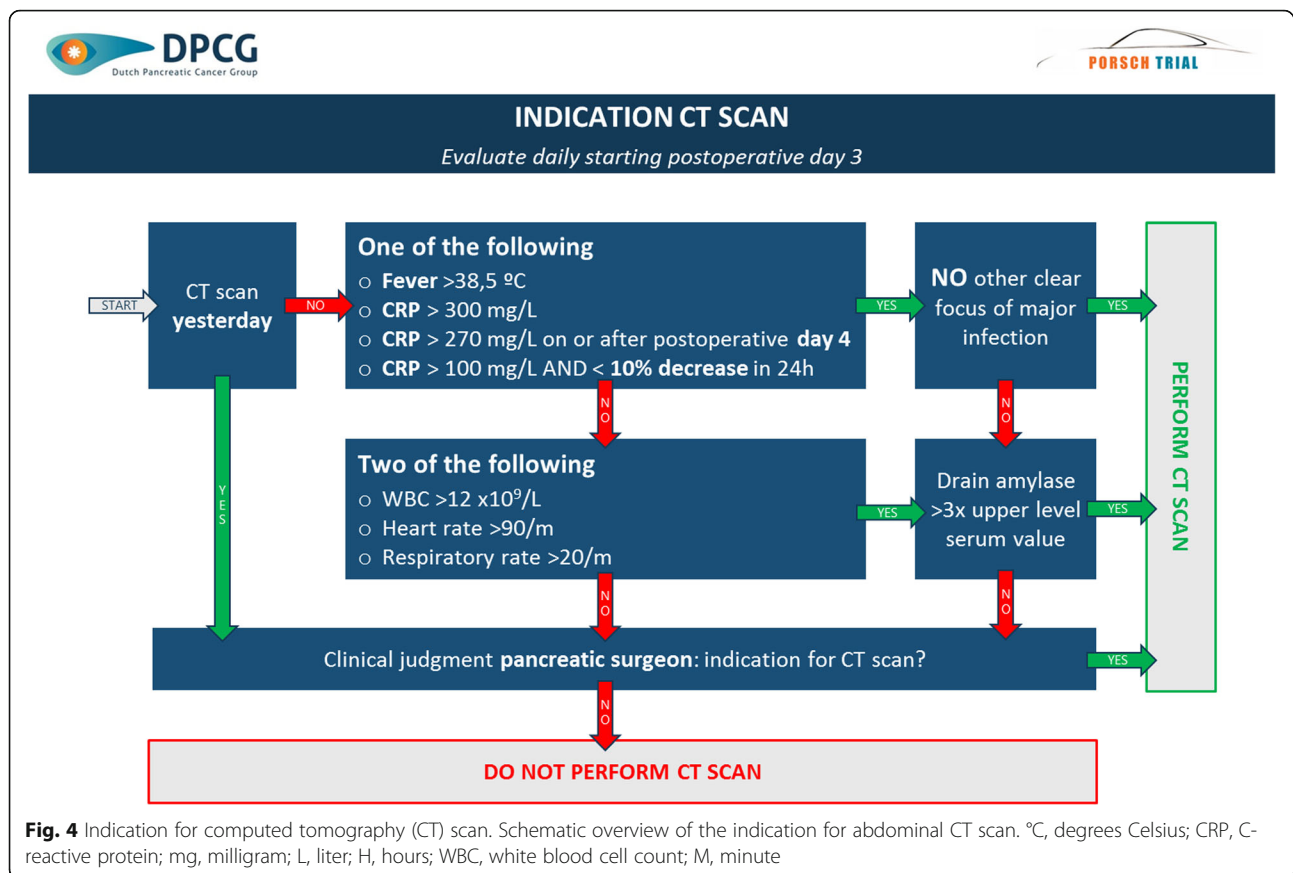 DPCG
Dutch Pancreatic Cancer Group
PORSCH TRIAL
INDICATION CT SCAN
Evaluate daily starting postoperative day 3
START
CT scan
yesterday
NO
One of the following
o Fever >38,5 ºC
o CRP > 300 mg/L
o CRP > 270 mg/L on or after postoperative day 4
o CRP > 100 mg/L AND < 10% decrease in 24h
YES
NO other clear
focus of major
infection
YES
PERFORM CT SCAN
YES
NO
NO
Two of the following
o WBC >12 x10⁹/L
o Heart rate >90/m
o Respiratory rate >20/m
YES
Drain amylase
>3x upper level
serum value
YES
NO
NO
Clinical judgment pancreatic surgeon: indication for CT scan?
YES
NO
DO NOT PERFORM CT SCAN
Fig. 4 Indication for computed tomography (CT) scan. Schematic overview of the indication for abdominal CT scan. °C, degrees Celsius; CRP, C-
reactive protein; mg, milligram; L, liter; H, hours; WBC, white blood cell count; M, minute